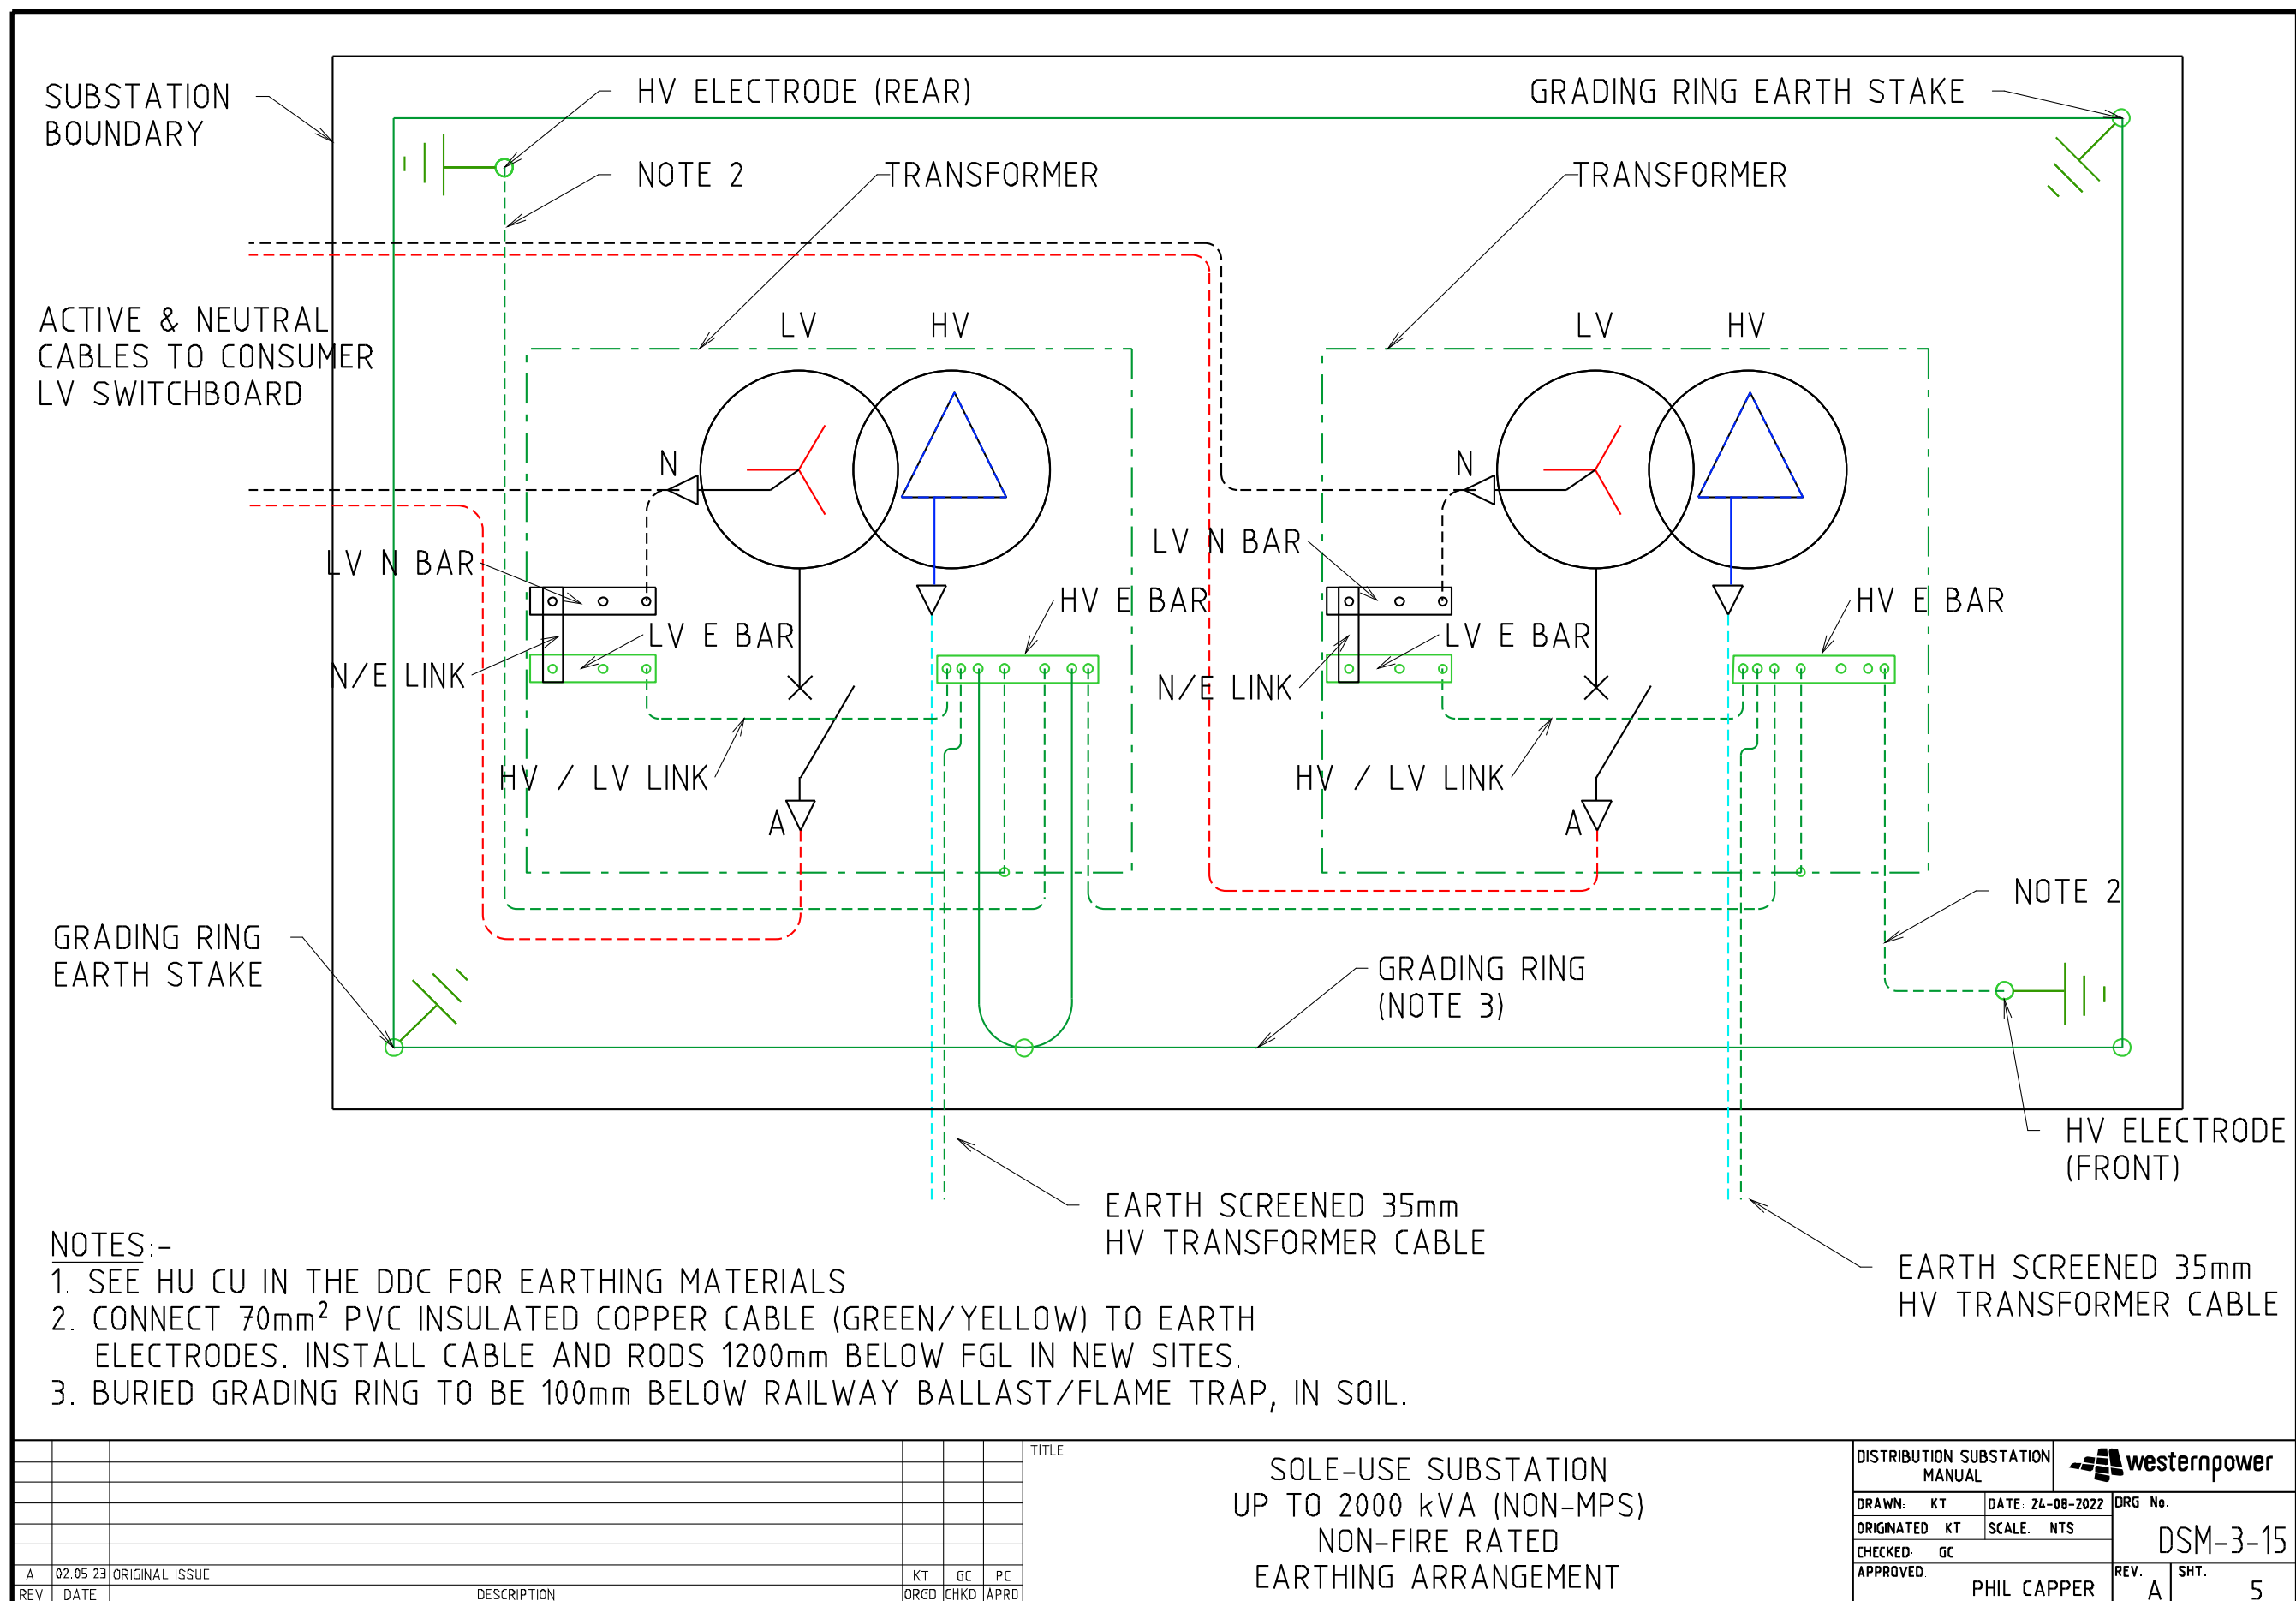 SUBSTATION
BOUNDARY
HV ELECTRODE (REAR)
GRADING RING EARTH STAKE
NOTE 2
TRANSFORMER
TRANSFORMER
ACTIVE & NEUTRAL
CABLES TO CONSUMER
LV SWITCHBOARD
LV
HV
LV
HV
N
N
LV N BAR
LV N BAR
HV E BAR
HV E BAR
LV E BAR
LV E BAR
N/E LINK
N/E LINK
HV / LV LINK
HV / LV LINK
A
A
NOTE 2
GRADING RING
EARTH STAKE
GRADING RING
(NOTE 3)
HV ELECTRODE
(FRONT)
EARTH SCREENED 35mm
HV TRANSFORMER CABLE
EARTH SCREENED 35mm
HV TRANSFORMER CABLE
NOTES:-
1. SEE HU CU IN THE DDC FOR EARTHING MATERIALS
2. CONNECT 70mm² PVC INSULATED COPPER CABLE (GREEN/YELLOW) TO EARTH
ELECTRODES. INSTALL CABLE AND RODS 1200mm BELOW FGL IN NEW SITES.
3. BURIED GRADING RING TO BE 100mm BELOW RAILWAY BALLAST/FLAME TRAP, IN SOIL.
A 02.05 23 ORIGINAL ISSUE KT GC PC
REV DATE DESCRIPTION ORGD CHKD APRD
TITLE
SOLE-USE SUBSTATION
UP TO 2000 kVA (NON-MPS)
NON-FIRE RATED
EARTHING ARRANGEMENT
DISTRIBUTION SUBSTATION
MANUAL
westernpower
DRAWN: KT DATE: 24-08-2022 DRG No.
ORIGINATED KT SCALE. NTS
DSM-3-15
CHECKED: GC
APPROVED. PHIL CAPPER
REV. A SHT. 5